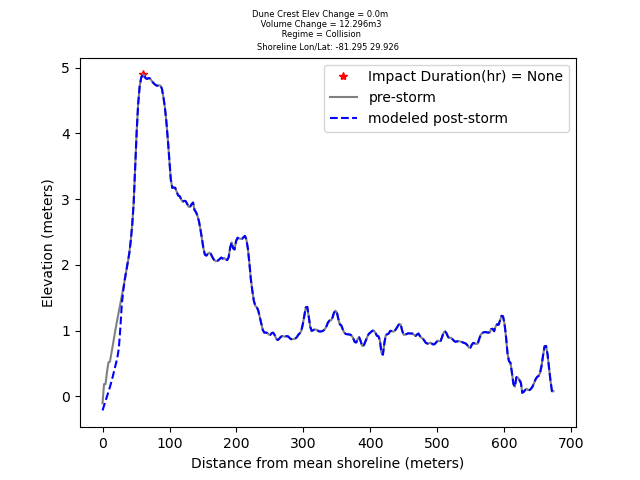 Dune Crest Elev Change = 0.0m
Volume Change = 12.296m3
Regime = Collision
Shoreline Lon/Lat: -81.295 29.926
Impact Duration(hr) = None
pre-storm
modeled post-storm
5
4
3
2
1
0
Elevation (meters)
0 100 200 300 400 500 600 700
Distance from mean shoreline (meters)